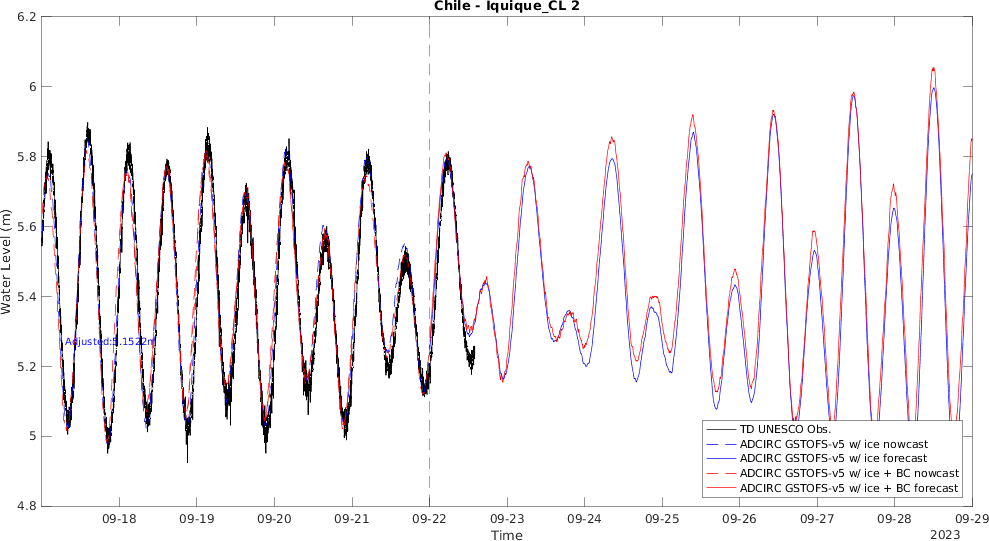 Chile - Iquique_CL 2
6.2
6
5.8
5.6
5.4
5.2
5
4.8
Water Level (m)
Adjusted:5.1522m
TD UNESCO Obs.
ADCIRC GSTOFS-v5 w/ ice nowcast
ADCIRC GSTOFS-v5 w/ ice forecast
ADCIRC GSTOFS-v5 w/ ice + BC nowcast
ADCIRC GSTOFS-v5 w/ ice + BC forecast
09-18 09-19 09-20 09-21 09-22 09-23 09-24 09-25 09-26 09-27 09-28 09-29
Time
2023